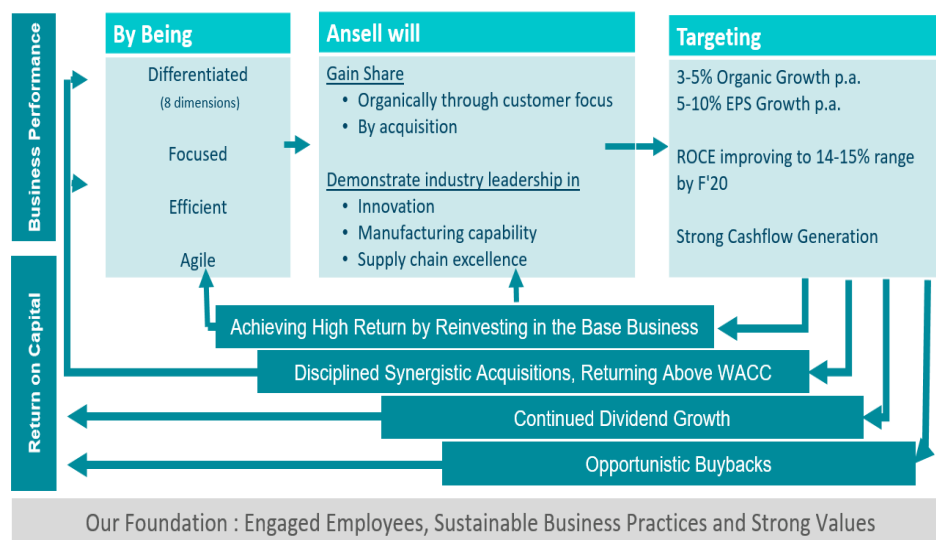 Business Performance
Return on Capital
By Being
Differentiated
(8 dimensions)
Focused
Efficient
Agile
Ansell will
Gain Share
• Organically through customer focus
• By acquisition
Demonstrate industry leadership in
• Innovation
• Manufacturing capability
• Supply chain excellence
Targeting
3-5% Organic Growth p.a.
5-10% EPS Growth p.a.
ROCE improving to 14-15% range
by F'20
Strong Cashflow Generation
Achieving High Return by Reinvesting in the Base Business
Disciplined Synergistic Acquisitions, Returning Above WACC
Continued Dividend Growth
Opportunistic Buybacks
Our Foundation : Engaged Employees, Sustainable Business Practices and Strong Values